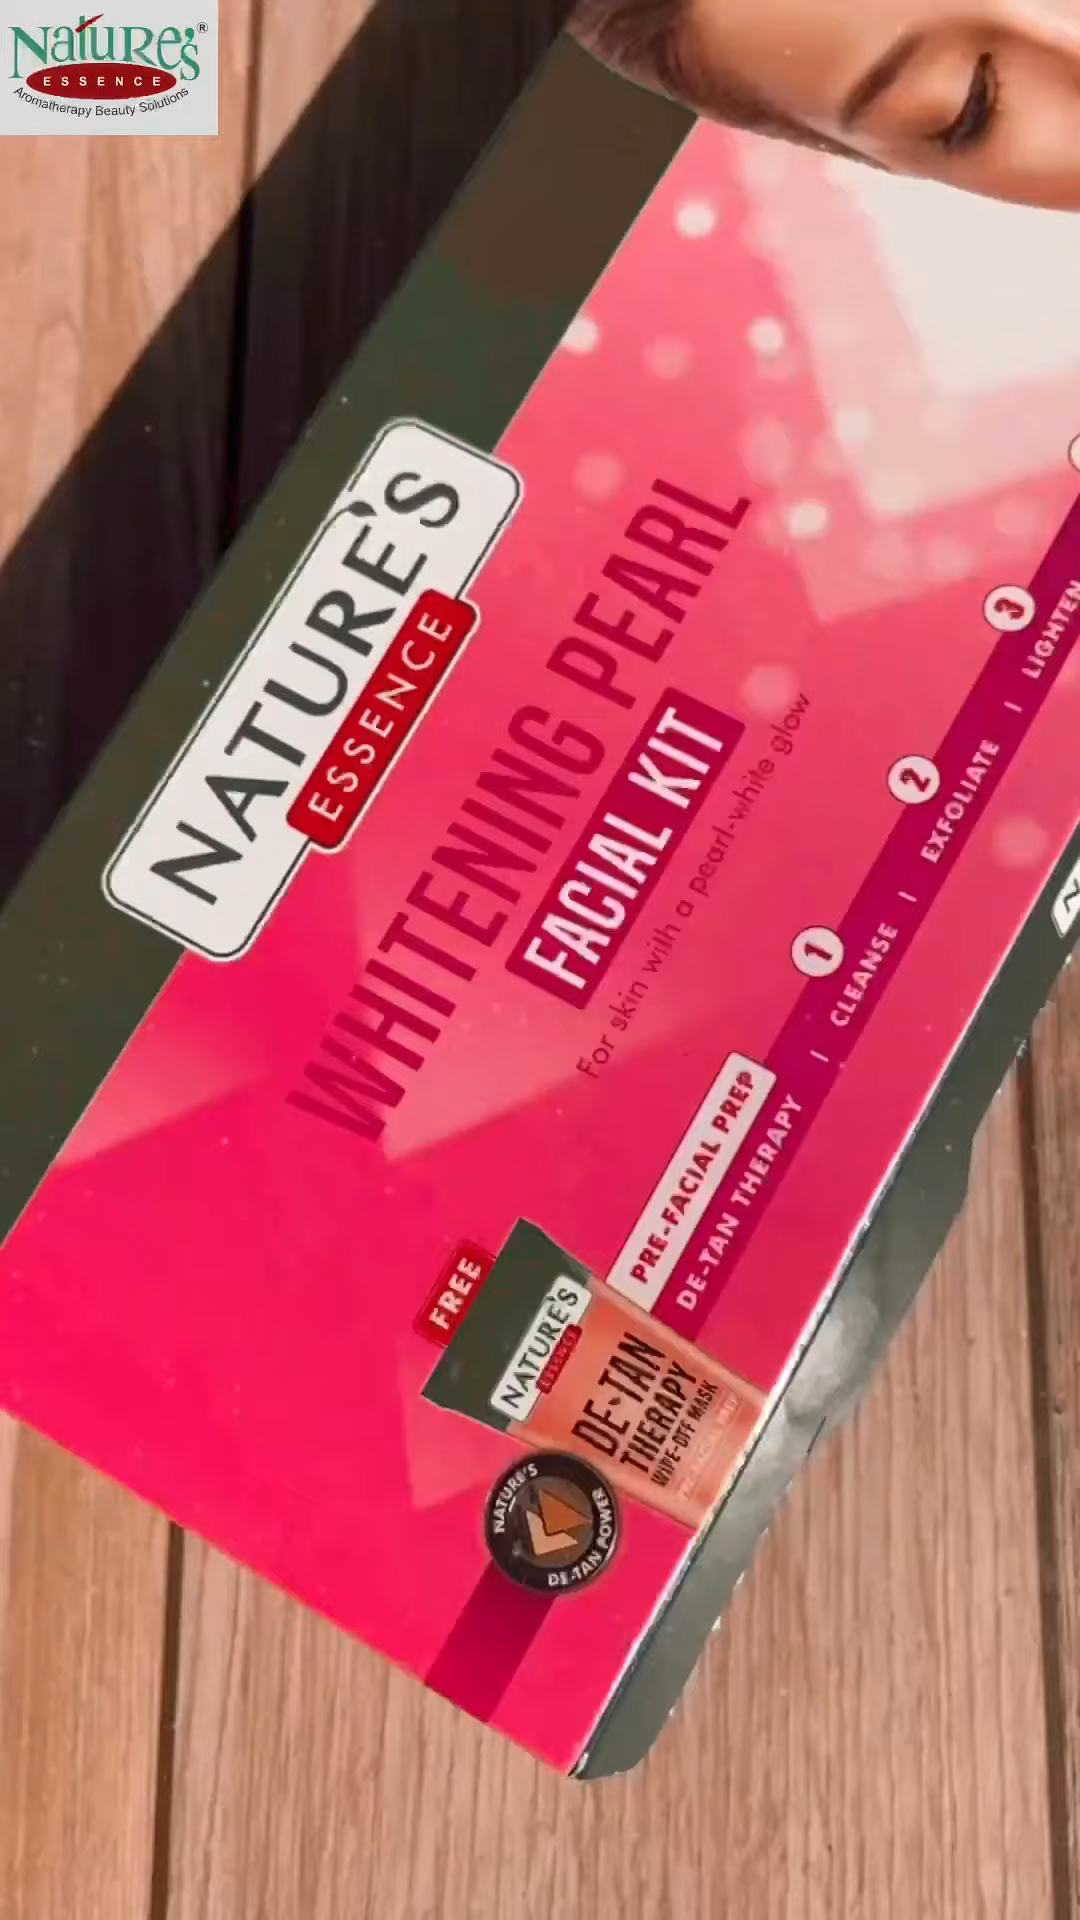 Nature's®
ESSENCE
Aromatherapy Beauty Solutions
NATURE'S
ESSENCE
WHITENING PEARL
FACIAL KIT
For skin with a pearl-white glow
PRE-FACIAL PREP
DE-TAN THERAPY | CLEANSE | EXFOLIATE | LIGHTEN
1
2
3
FREE
NATURE'S
ESSENCE
DE-TAN
THERAPY
WIPE-OFF MASK
NATURE'S
DE-TAN POWER